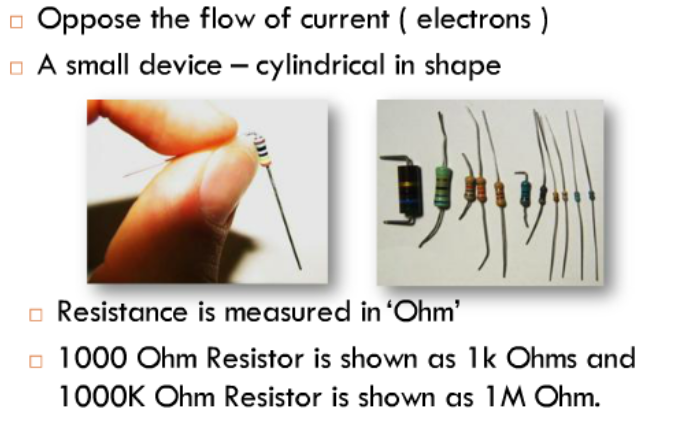 Oppose the flow of current ( electrons )
A small device – cylindrical in shape
Resistance is measured in ‘Ohm’
1000 Ohm Resistor is shown as 1k Ohms and
1000K Ohm Resistor is shown as 1M Ohm.